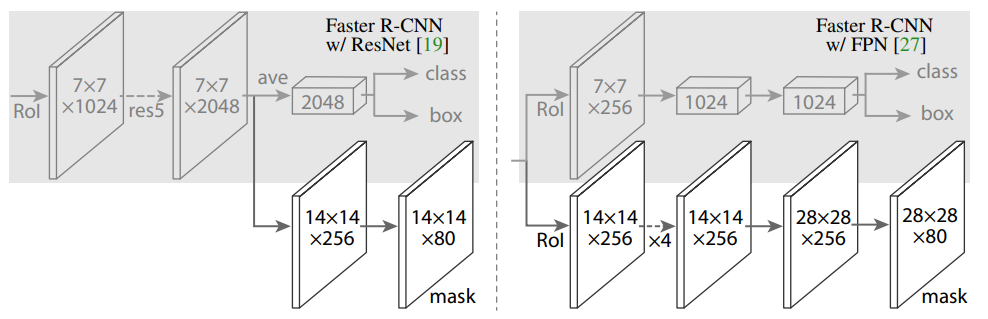 Faster R-CNN
w/ ResNet [19]
RoI
7×7
×1024
res5
7×7
×2048
ave
2048
class
box
14×14
×256
14×14
×80
mask
Faster R-CNN
w/ FPN [27]
RoI
7×7
×256
1024
1024
class
box
RoI
14×14
×256
×4
14×14
×256
28×28
×256
28×28
×80
mask